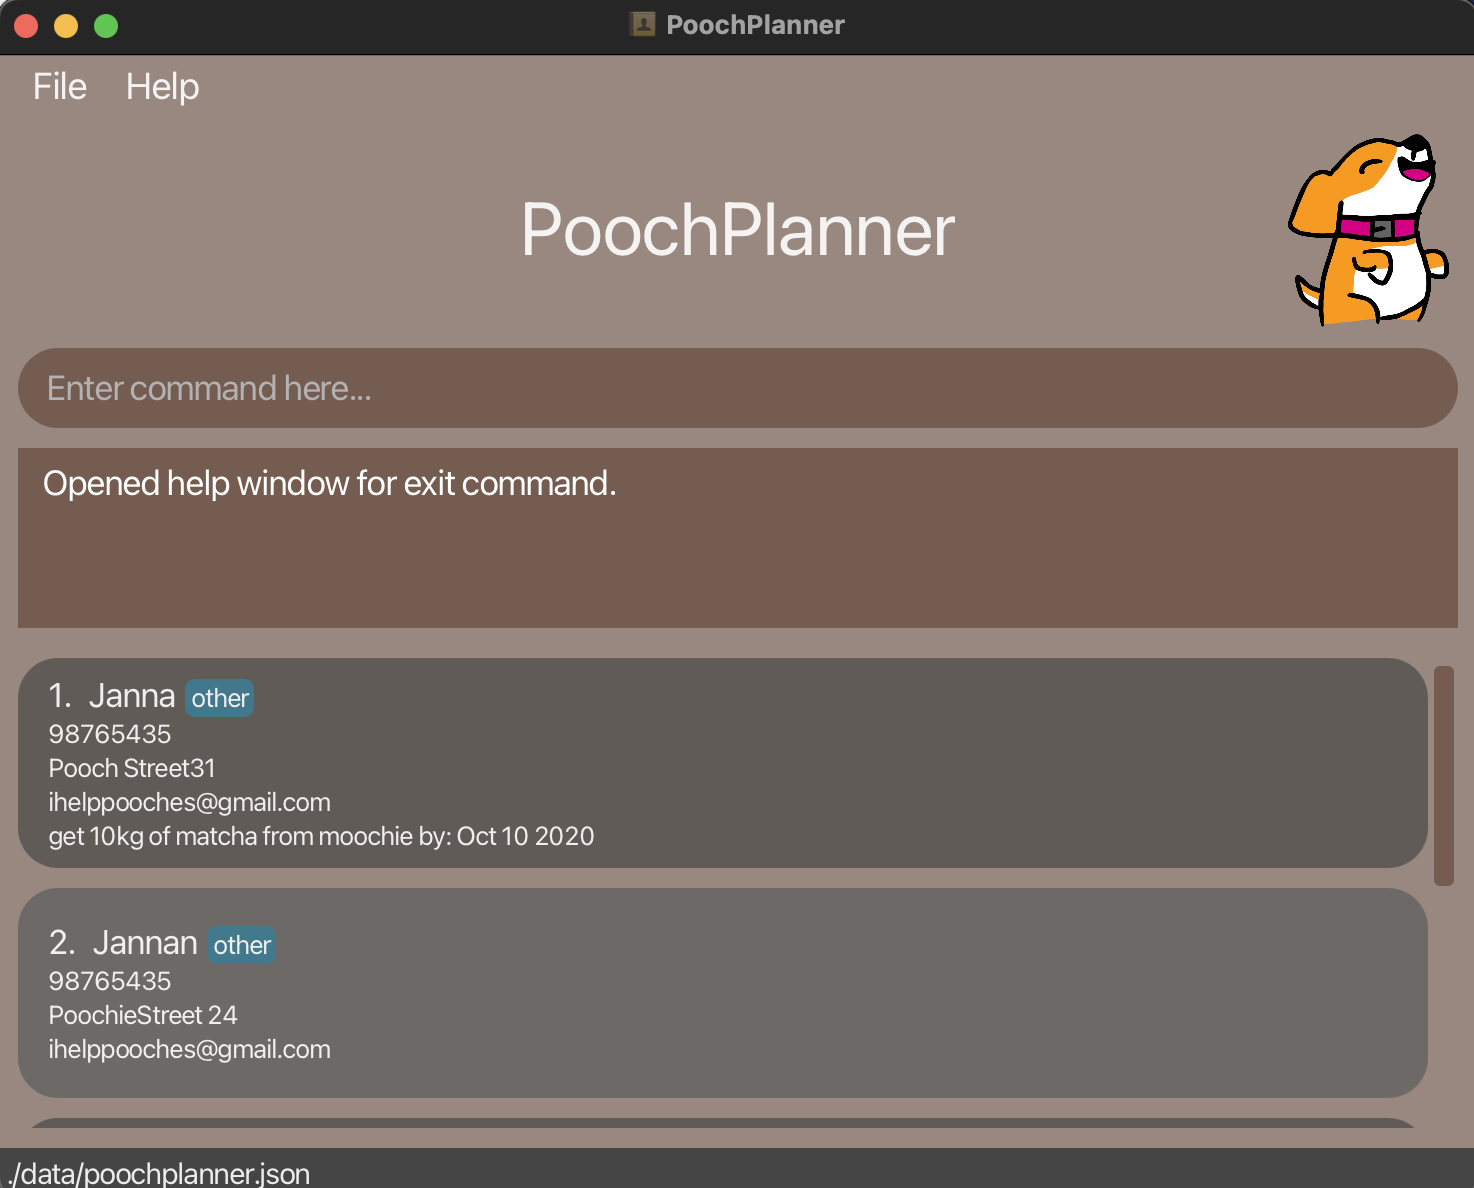 PoochPlanner
File Help
PoochPlanner
Enter command here...
Opened help window for exit command.
1. Janna other
98765435
Pooch Street31
ihelppooches@gmail.com
get 10kg of matcha from moochie by: Oct 10 2020
2. Jannan other
98765435
PoochieStreet 24
ihelppooches@gmail.com
./data/poochplanner.json